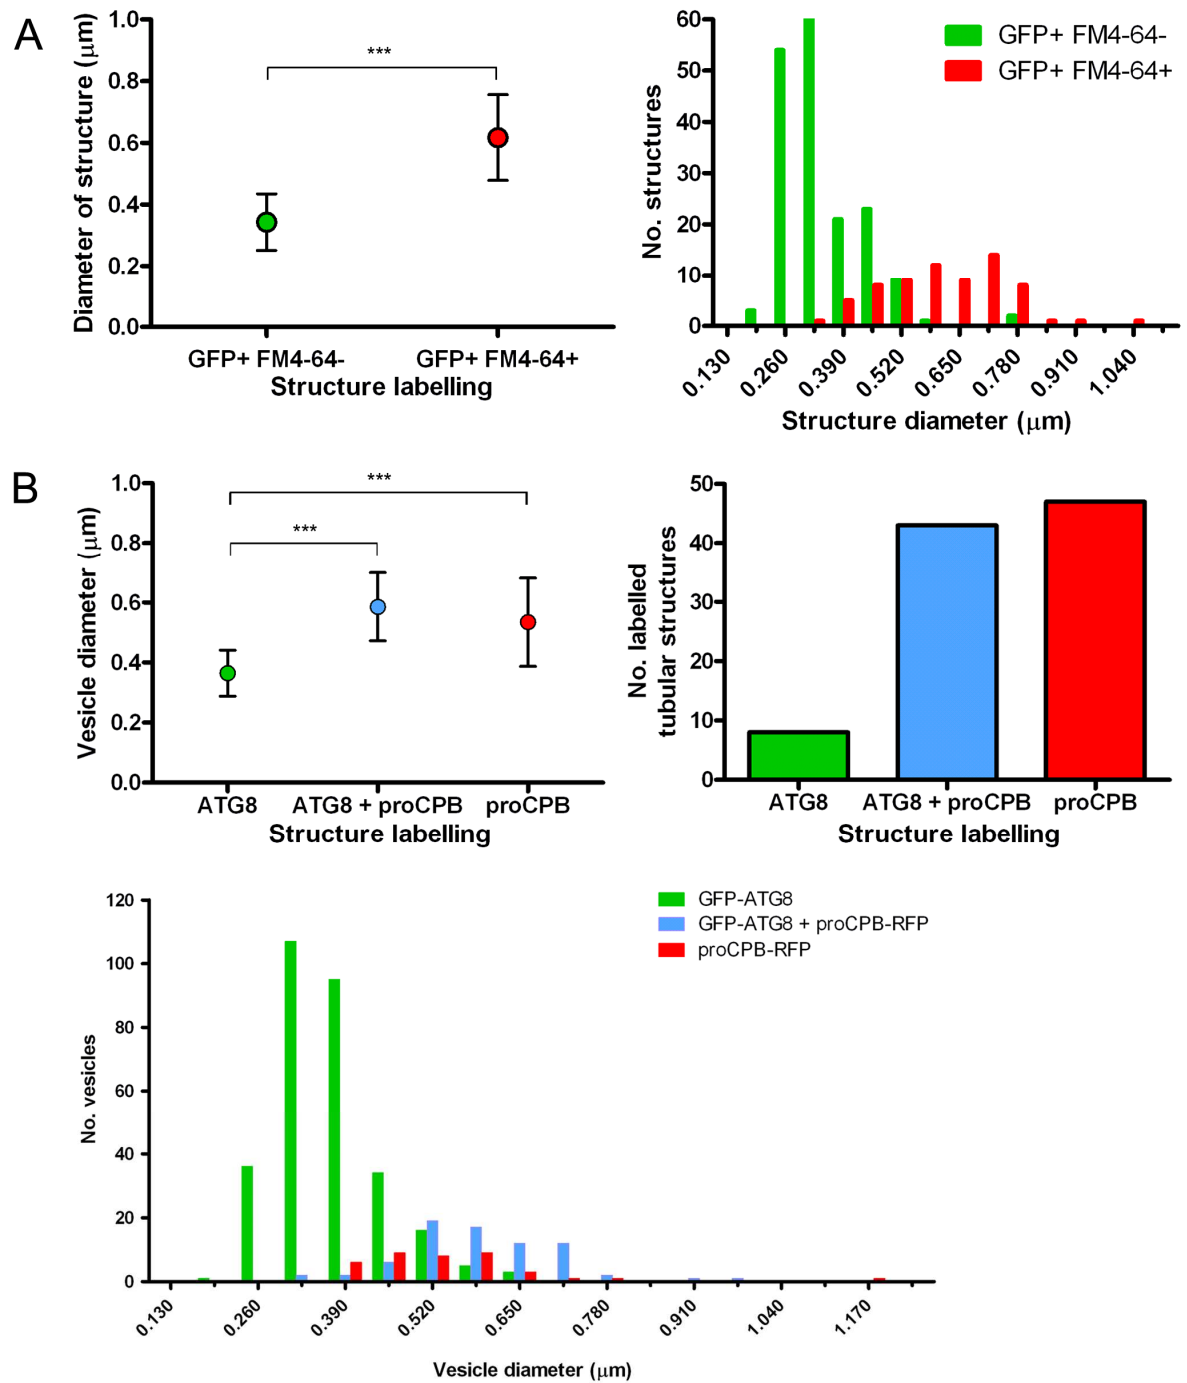 A
Diameter of structure (μm)
1.0
0.8
0.6
0.4
0.2
0.0
***
GFP+ FM4-64-
GFP+ FM4-64+
Structure labelling
No. structures
60
50
40
30
20
10
0
GFP+ FM4-64-
GFP+ FM4-64+
0.130
0.260
0.390
0.520
0.650
0.780
0.910
1.040
Structure diameter (μm)
B
Vesicle diameter (μm)
1.0
0.8
0.6
0.4
0.2
0.0
***
***
ATG8
ATG8 + proCPB
proCPB
Structure labelling
No. labelled
tubular structures
50
40
30
20
10
0
ATG8
ATG8 + proCPB
proCPB
Structure labelling
No. vesicles
120
100
80
60
40
20
0
GFP-ATG8
GFP-ATG8 + proCPB-RFP
proCPB-RFP
0.130
0.260
0.390
0.520
0.650
0.780
0.910
1.040
1.170
Vesicle diameter (μm)